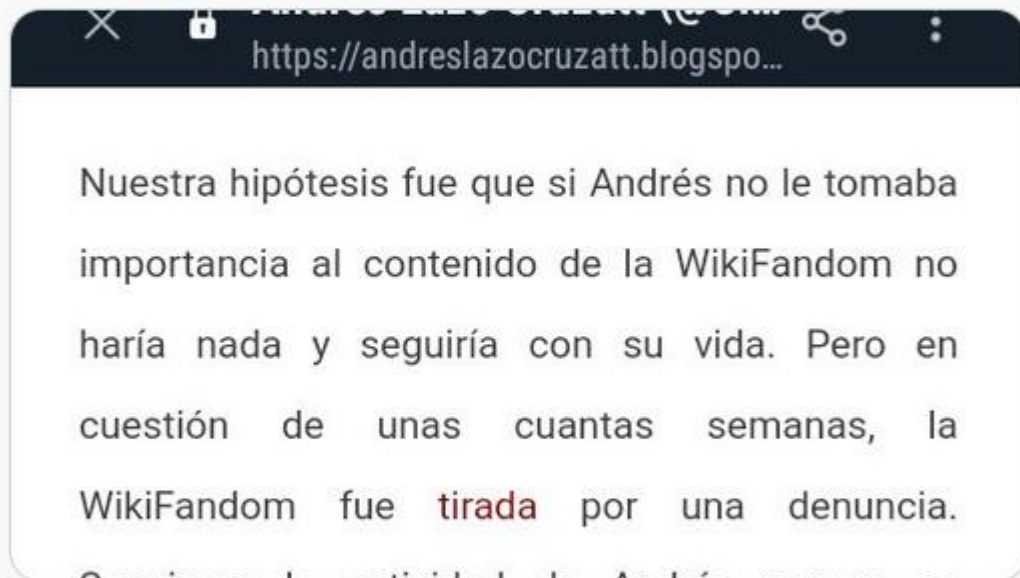 https://andreslazocruzatt.blogspo...
Nuestra hipótesis fue que si Andrés no le tomaba
importancia al contenido de la WikiFandom no
haría nada y seguiría con su vida. Pero en
cuestión de unas cuantas semanas, la
WikiFandom fue tirada por una denuncia.